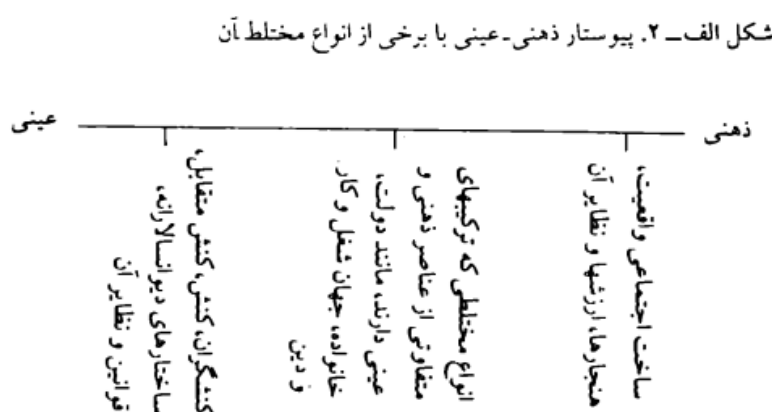 شکل الف ــ ۲. پیوستار ذهنی ـ عینی با برخی از انواع مختلط آن
ذهنی
عینی
ساخت اجتماعی واقعیت،
هنجارها، ارزشها و نظایر آن
انواع مختلطی که ترکیبهای
متفاوتی از عناصر ذهنی و
عینی دارند، مانند دولت،
خانواده، جهان شغل و کار
و دین
کنشگران، کنش، کنش متقابل،
ساختارهای دیوانسالارانه،
قوانین و نظایر آن